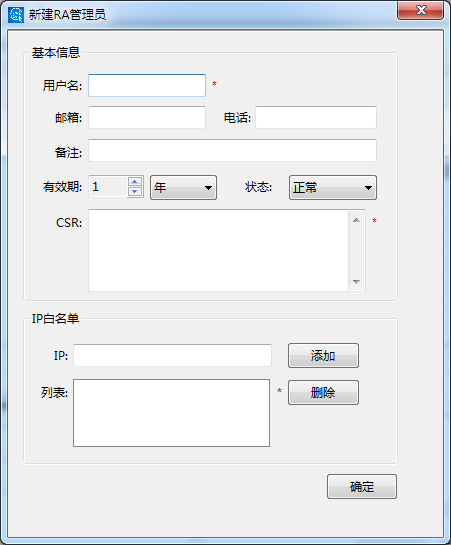 新建RA管理员
基本信息
用户名: *
邮箱: 电话:
备注:
有效期: 1 年 状态: 正常
CSR: *
IP白名单
IP: 添加
列表: * 删除
确定